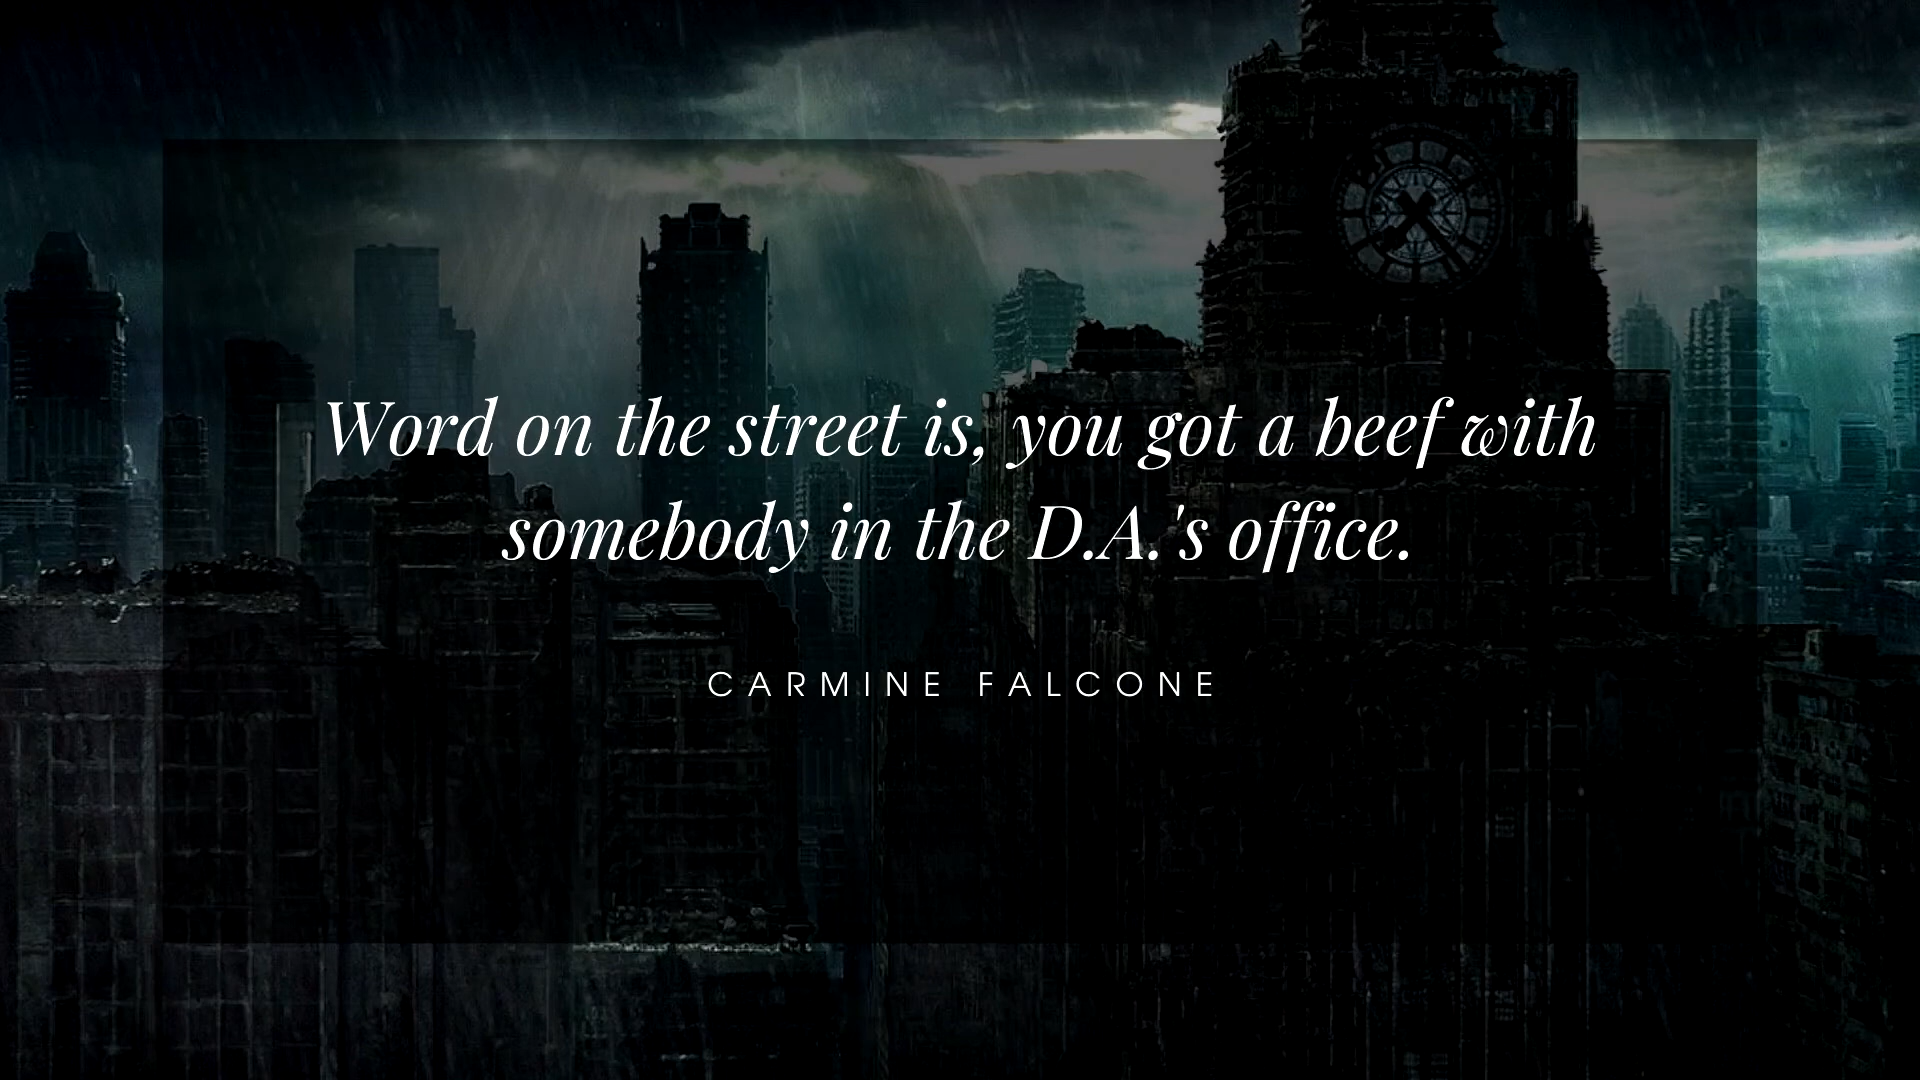 Word on the street is, you got a beef with
somebody in the D.A.'s office.
CARMINE FALCONE